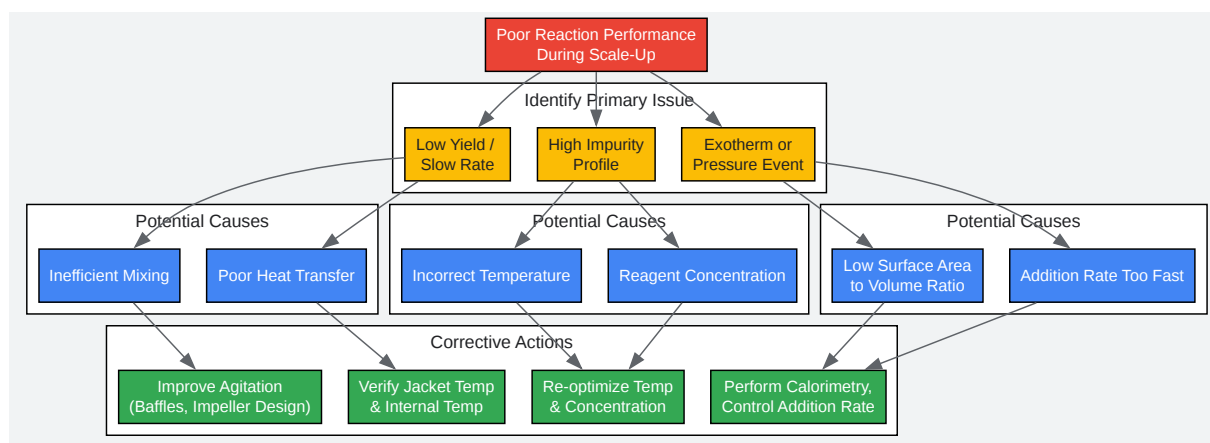 Poor Reaction Performance
During Scale-Up
Identify Primary Issue
Low Yield /
Slow Rate
High Impurity
Profile
Exotherm or
Pressure Event
Potential Causes
Inefficient Mixing
Poor Heat Transfer
Potential Causes
Incorrect Temperature
Reagent Concentration
Potential Causes
Low Surface Area
to Volume Ratio
Addition Rate Too Fast
Corrective Actions
Improve Agitation
(Baffles, Impeller Design)
Verify Jacket Temp
& Internal Temp
Re-optimize Temp
& Concentration
Perform Calorimetry,
Control Addition Rate